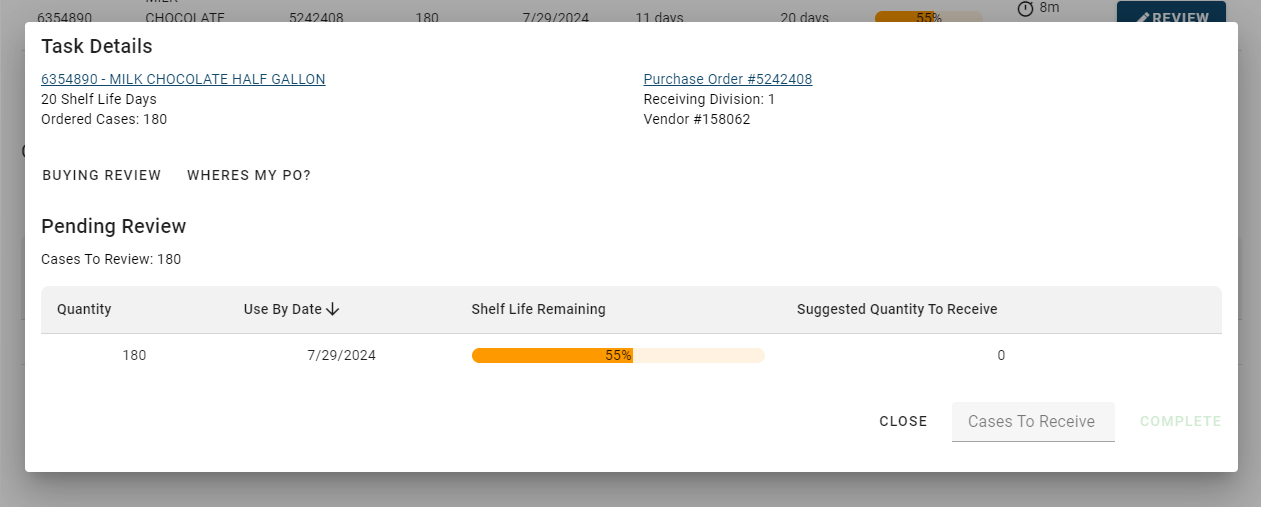 MILK
6354890 CHOCOLATE 5242408 180 7/29/2024 11 days 20 days 55% 8m REVIEW
Task Details
6354890 - MILK CHOCOLATE HALF GALLON Purchase Order #5242408
20 Shelf Life Days Receiving Division: 1
Ordered Cases: 180 Vendor #158062
BUYING REVIEW WHERES MY PO?
Pending Review
Cases To Review: 180
Quantity Use By Date Shelf Life Remaining Suggested Quantity To Receive
180 7/29/2024 55% 0
CLOSE Cases To Receive COMPLETE